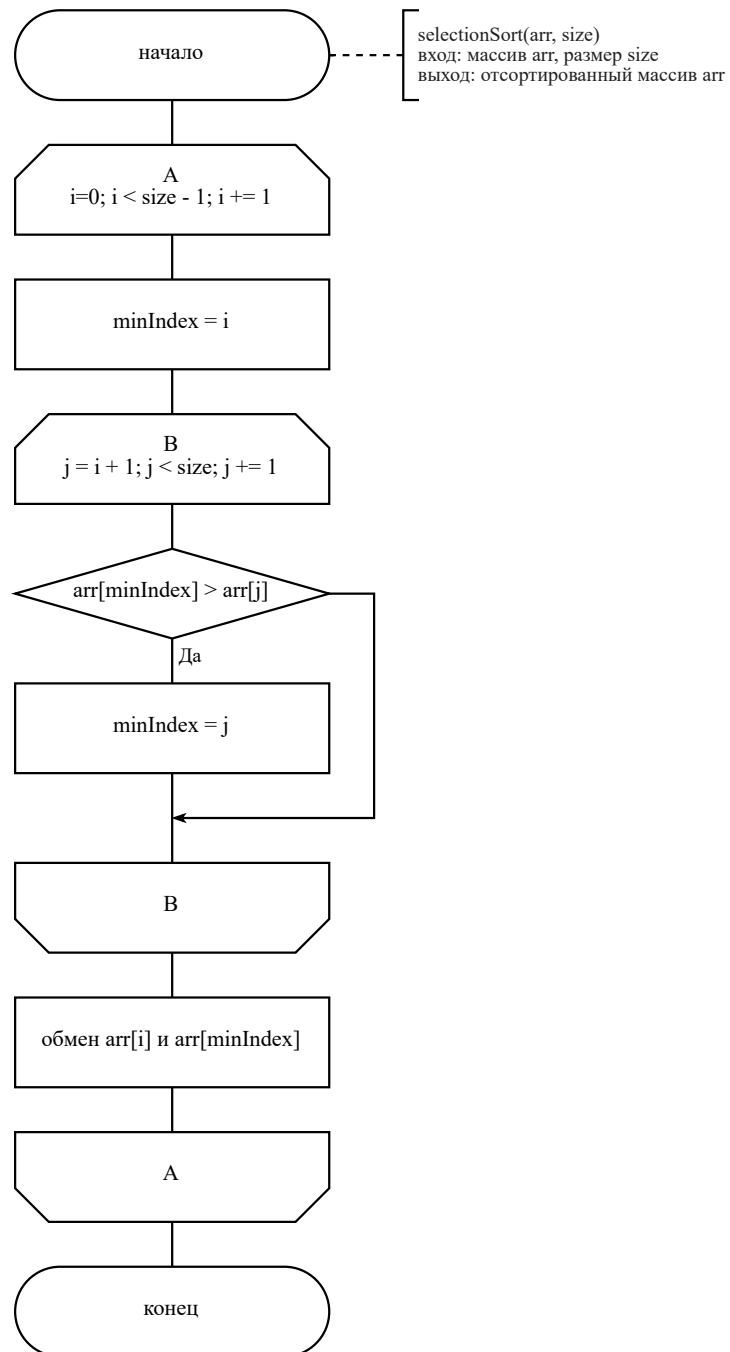 начало
selectionSort(arr, size)
вход: массив arr, размер size
выход: отсортированный массив arr
A
i=0; i < size - 1; i += 1
minIndex = i
B
j = i + 1; j < size; j += 1
arr[minIndex] > arr[j]
Да
minIndex = j
B
обмен arr[i] и arr[minIndex]
A
конец